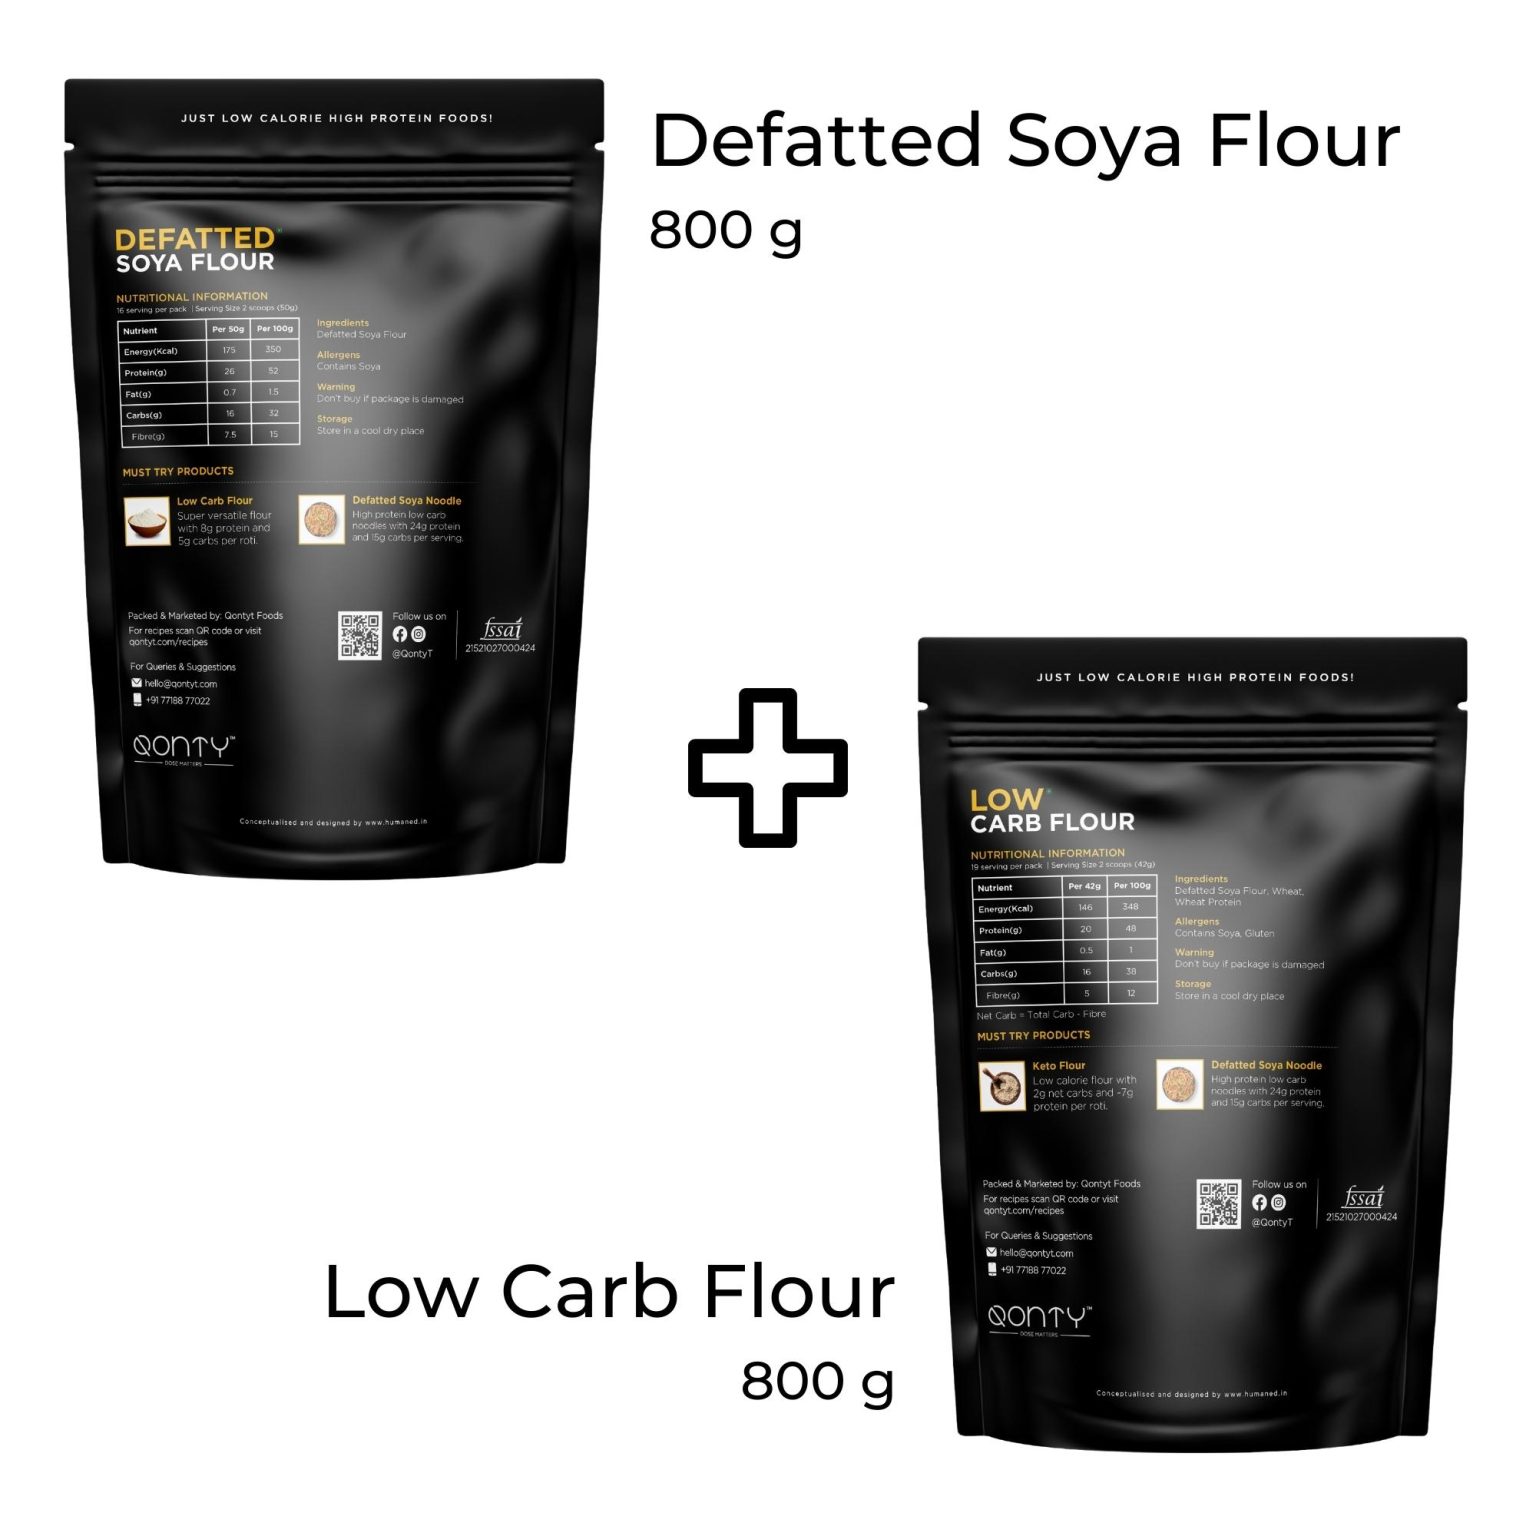 JUST LOW CALORIE HIGH PROTEIN FOODS!
DEFATTED
SOYA FLOUR
NUTRITIONAL INFORMATION
16 serving per pack | Serving Size 2 scoops (50g)
Nutrient Per 50g Per 100g
Energy(Kcal) 175 350
Protein(g) 26 52
Fat(g) 0.7 1.5
Carbs(g) 16 32
Fibre(g) 7.5 15
Ingredients
Defatted Soya Flour
Allergens
Contains Soya
Warning
Don't buy if package is damaged
Storage
Store in a cool dry place
MUST TRY PRODUCTS
Low Carb Flour
Super versatile flour
with 8g protein and
5g carbs per roti.
Defatted Soya Noodle
High protein low carb
noodles with 24g protein
and 15g carbs per serving.
Packed & Marketed by: Qontyt Foods
For recipes scan QR code or visit
qontyt.com/recipes
For Queries & Suggestions
hello@qontyt.com
+91 77188 77022
Follow us on
@QontyT
fssai
21521027000424
QONTY™
DOSE MATTERS
Conceptualised and designed by www.humaned.in
Defatted Soya Flour
800 g
JUST LOW CALORIE HIGH PROTEIN FOODS!
LOW
CARB FLOUR
NUTRITIONAL INFORMATION
19 serving per pack | Serving Size 2 scoops (42g)
Nutrient Per 42g Per 100g
Energy(Kcal) 146 348
Protein(g) 20 48
Fat(g) 0.5 1
Carbs(g) 16 38
Fibre(g) 5 12
Net Carb = Total Carb - Fibre
Ingredients
Defatted Soya Flour, Wheat,
Wheat Protein
Allergens
Contains Soya, Gluten
Warning
Don't buy if package is damaged
Storage
Store in a cool dry place
MUST TRY PRODUCTS
Keto Flour
Low calorie flour with
2g net carbs and ~7g
protein per roti.
Defatted Soya Noodle
High protein low carb
noodles with 24g protein
and 15g carbs per serving.
Packed & Marketed by: Qontyt Foods
For recipes scan QR code or visit
qontyt.com/recipes
For Queries & Suggestions
hello@qontyt.com
+91 77188 77022
Follow us on
@QontyT
fssai
21521027000424
QONTY™
DOSE MATTERS
Conceptualised and designed by www.humaned.in
Low Carb Flour
800 g